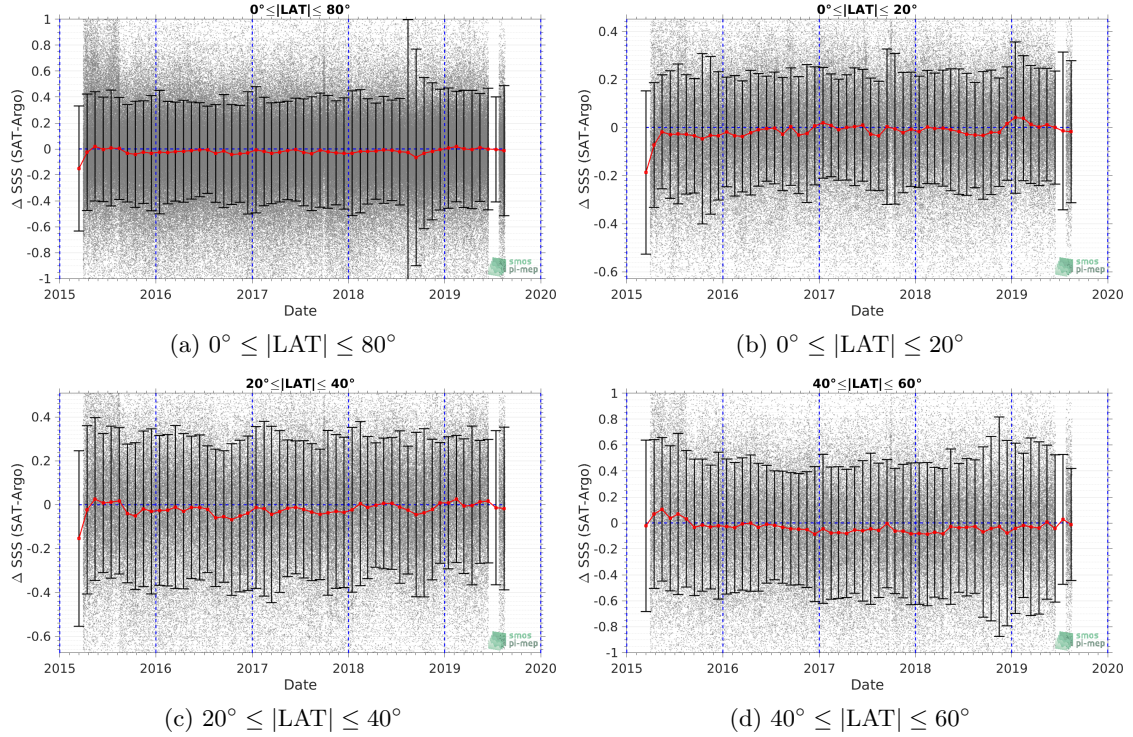 0°≤|LAT|≤ 80°
Δ SSS (SAT-Argo)
1
0.8
0.6
0.4
0.2
0
-0.2
-0.4
-0.6
-0.8
-1
2015 2016 2017 2018 2019 2020
Date
smos
pi-mep
(a) 0° ≤ |LAT| ≤ 80°
0°≤|LAT|≤ 20°
Δ SSS (SAT-Argo)
0.4
0.2
0
-0.2
-0.4
-0.6
2015 2016 2017 2018 2019 2020
Date
smos
pi-mep
(b) 0° ≤ |LAT| ≤ 20°
20°≤|LAT|≤ 40°
Δ SSS (SAT-Argo)
0.4
0.2
0
-0.2
-0.4
-0.6
2015 2016 2017 2018 2019 2020
Date
smos
pi-mep
(c) 20° ≤ |LAT| ≤ 40°
40°≤|LAT|≤ 60°
Δ SSS (SAT-Argo)
1
0.8
0.6
0.4
0.2
0
-0.2
-0.4
-0.6
-0.8
-1
2015 2016 2017 2018 2019 2020
Date
smos
pi-mep
(d) 40° ≤ |LAT| ≤ 60°